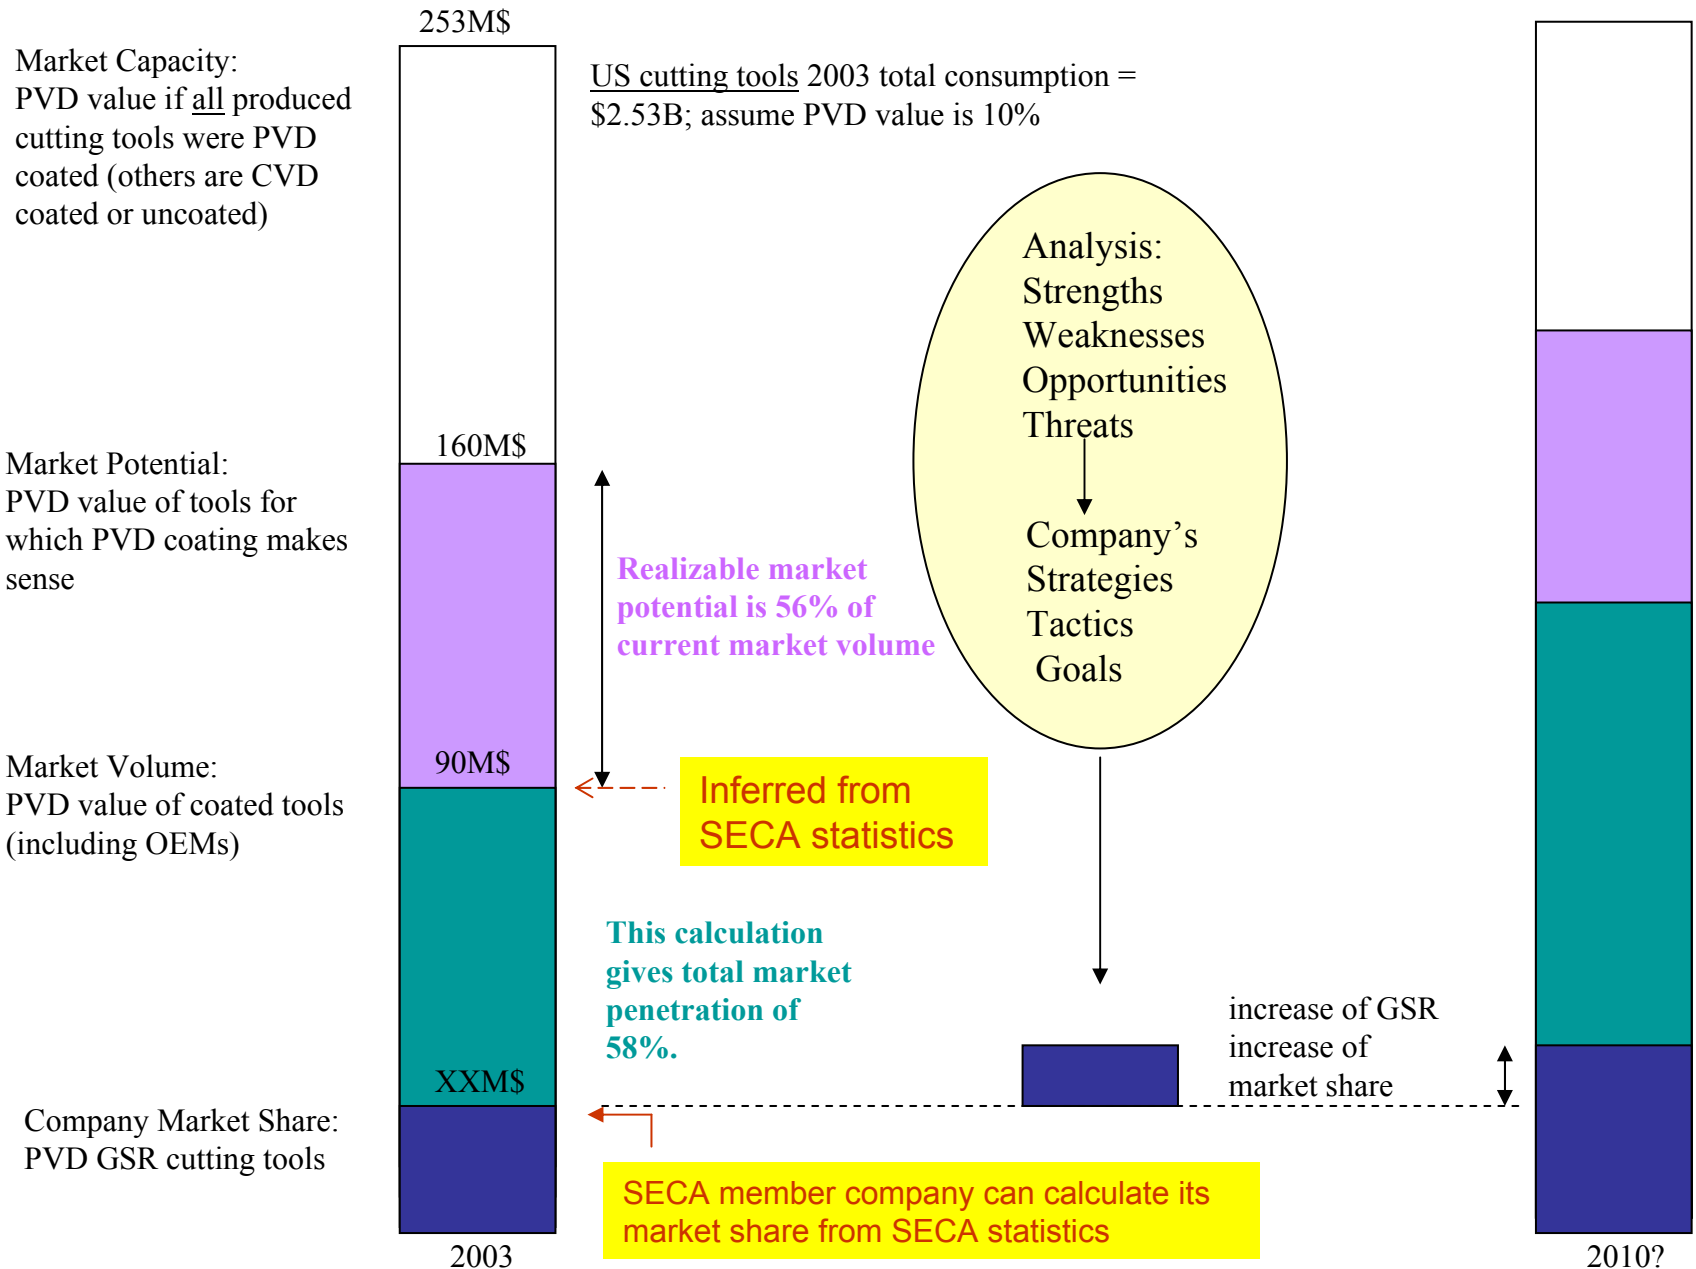 253M$
Market Capacity:
PVD value if all produced
cutting tools were PVD
coated (others are CVD
coated or uncoated)
US cutting tools 2003 total consumption =
$2.53B; assume PVD value is 10%
Analysis:
Strengths
Weaknesses
Opportunities
Threats
Company’s
Strategies
Tactics
Goals
160M$
Market Potential:
PVD value of tools for
which PVD coating makes
sense
Realizable market
potential is 56% of
current market volume
90M$
Market Volume:
PVD value of coated tools
(including OEMs)
Inferred from
SECA statistics
This calculation
gives total market
penetration of
58%.
XXM$
increase of GSR
increase of
market share
Company Market Share:
PVD GSR cutting tools
SECA member company can calculate its
market share from SECA statistics
2003
2010?